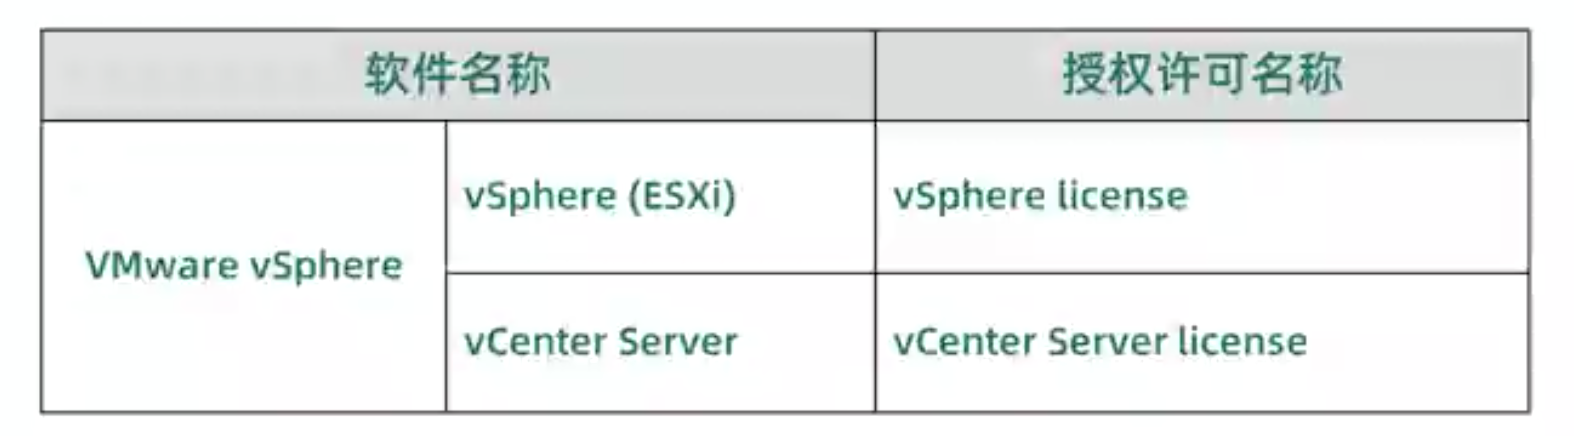 软件名称
授权许可名称
VMware vSphere
vSphere (ESXi)
vSphere license
vCenter Server
vCenter Server license